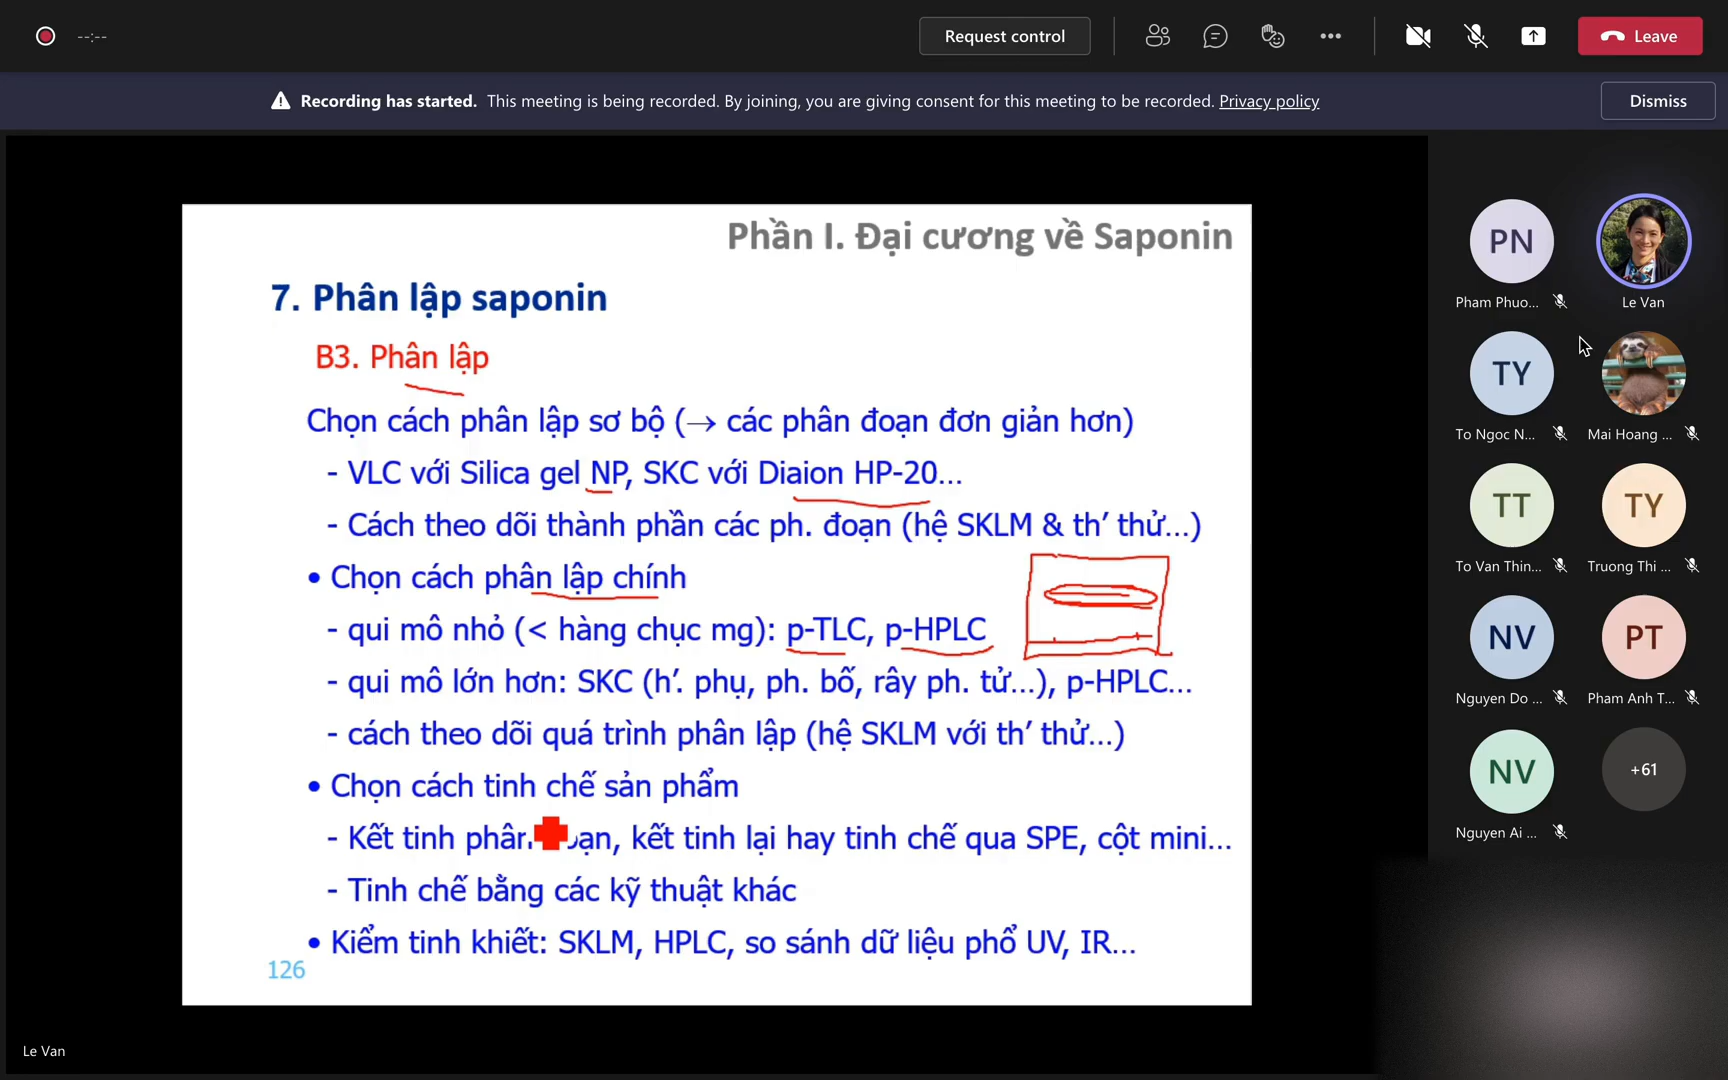 --:--
Request control
Leave
Recording has started. This meeting is being recorded. By joining, you are giving consent for this meeting to be recorded. Privacy policy
Dismiss
Phần I. Đại cương về Saponin
7. Phân lập saponin
B3. Phân lập
Chọn cách phân lập sơ bộ (→ các phân đoạn đơn giản hơn)
- VLC với Silica gel NP, SKC với Diaion HP-20...
- Cách theo dõi thành phần các ph. đoạn (hệ SKLM & th’ thử...)
• Chọn cách phân lập chính
- qui mô nhỏ (< hàng chục mg): p-TLC, p-HPLC
- qui mô lớn hơn: SKC (h’. phụ, ph. bố, rây ph. tử...), p-HPLC...
- cách theo dõi quá trình phân lập (hệ SKLM với th’ thử...)
• Chọn cách tinh chế sản phẩm
- Kết tinh kết tinh lại hay tinh chế qua SPE, cột mini...
- Tinh chế bằng các kỹ thuật khác
• Kiểm tinh khiết: SKLM, HPLC, so sánh dữ liệu phổ UV, IR...
126
Le Van
PN
Pham Phuo...
Le Van
TY
To Ngoc N...
Mai Hoang ...
TT
To Van Thin...
TY
Truong Thi ...
NV
Nguyen Do ...
PT
Pham Anh T...
NV
Nguyen Ai ...
+61